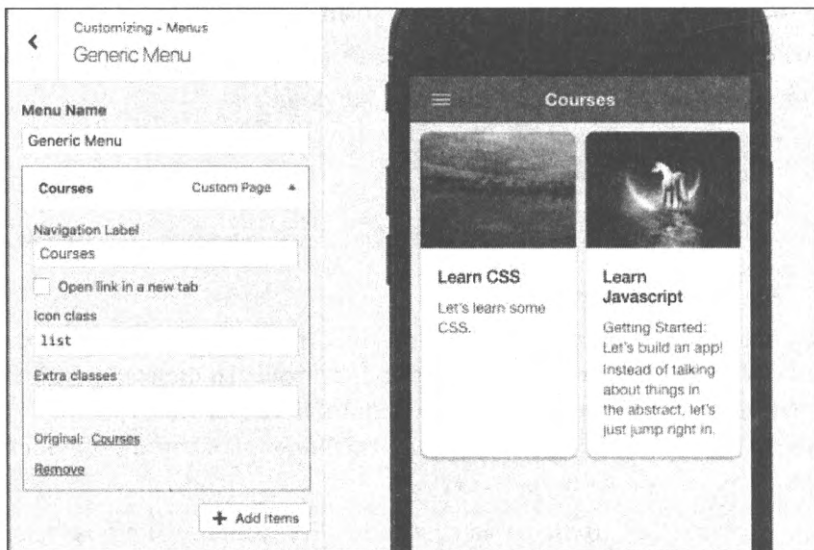 Customizing - Menus
Generic Menu
Menu Name
Generic Menu
Courses Custom Page
Navigation Label
Courses
Open link in a new tab
Icon class
list
Extra classes
Original: Courses
Remove
+ Add Items
Courses
Learn CSS
Let's learn some
CSS.
Learn
Javascript
Getting Started:
Let's build an app!
Instead of talking
about things in
the abstract, let's
just jump right in.